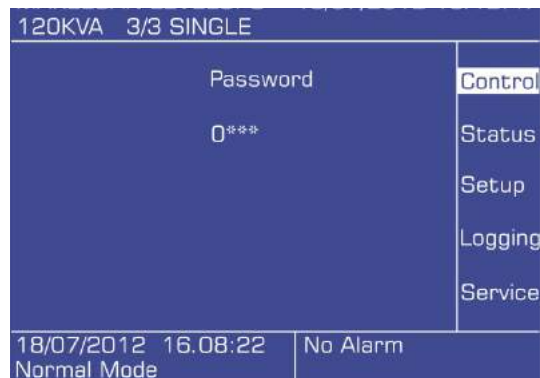 120KVA 3/3 SINGLE
Password
0***
Control
Status
Setup
Logging
Service
18/07/2012 16.08:22
Normal Mode
No Alarm